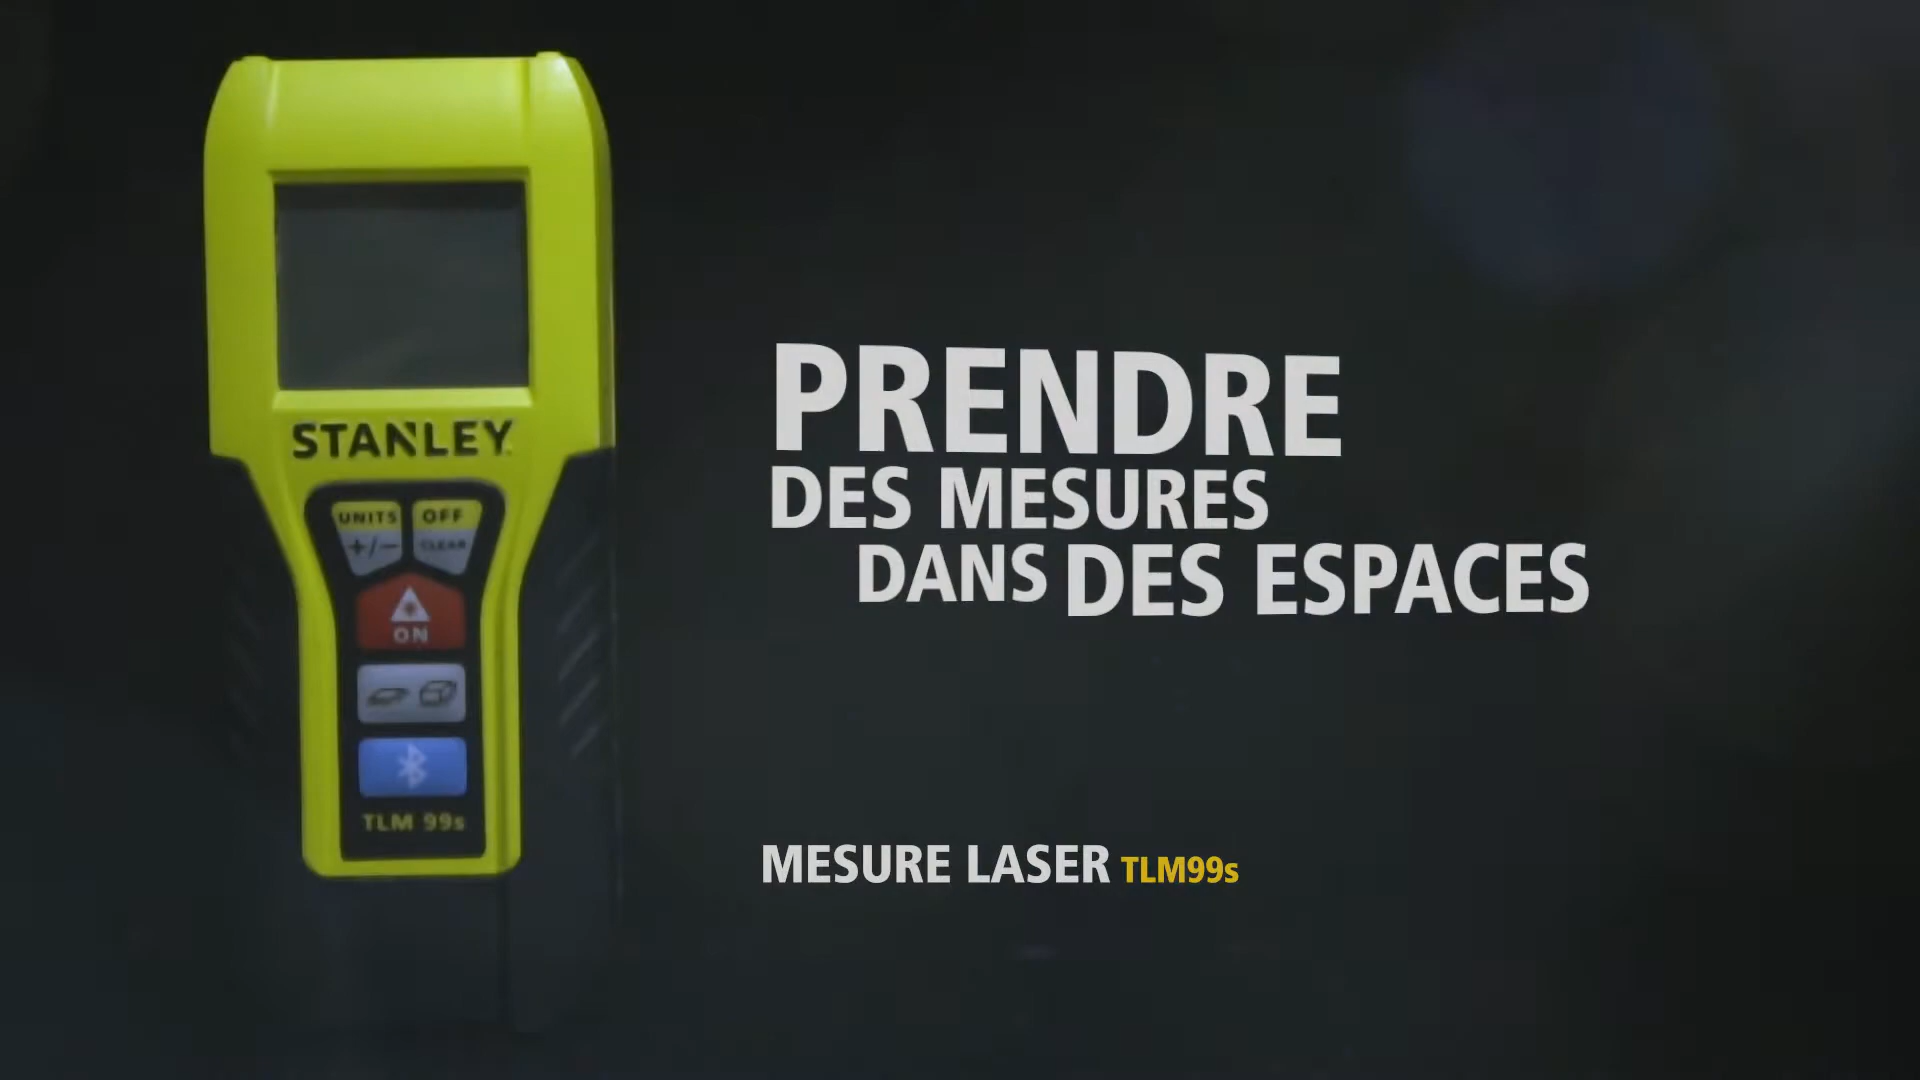 STANLEY
UNITS
+/-
OFF
CLEAR
ON
TLM 99s
PRENDRE
DES MESURES
DANS DES ESPACES
MESURE LASER TLM99s